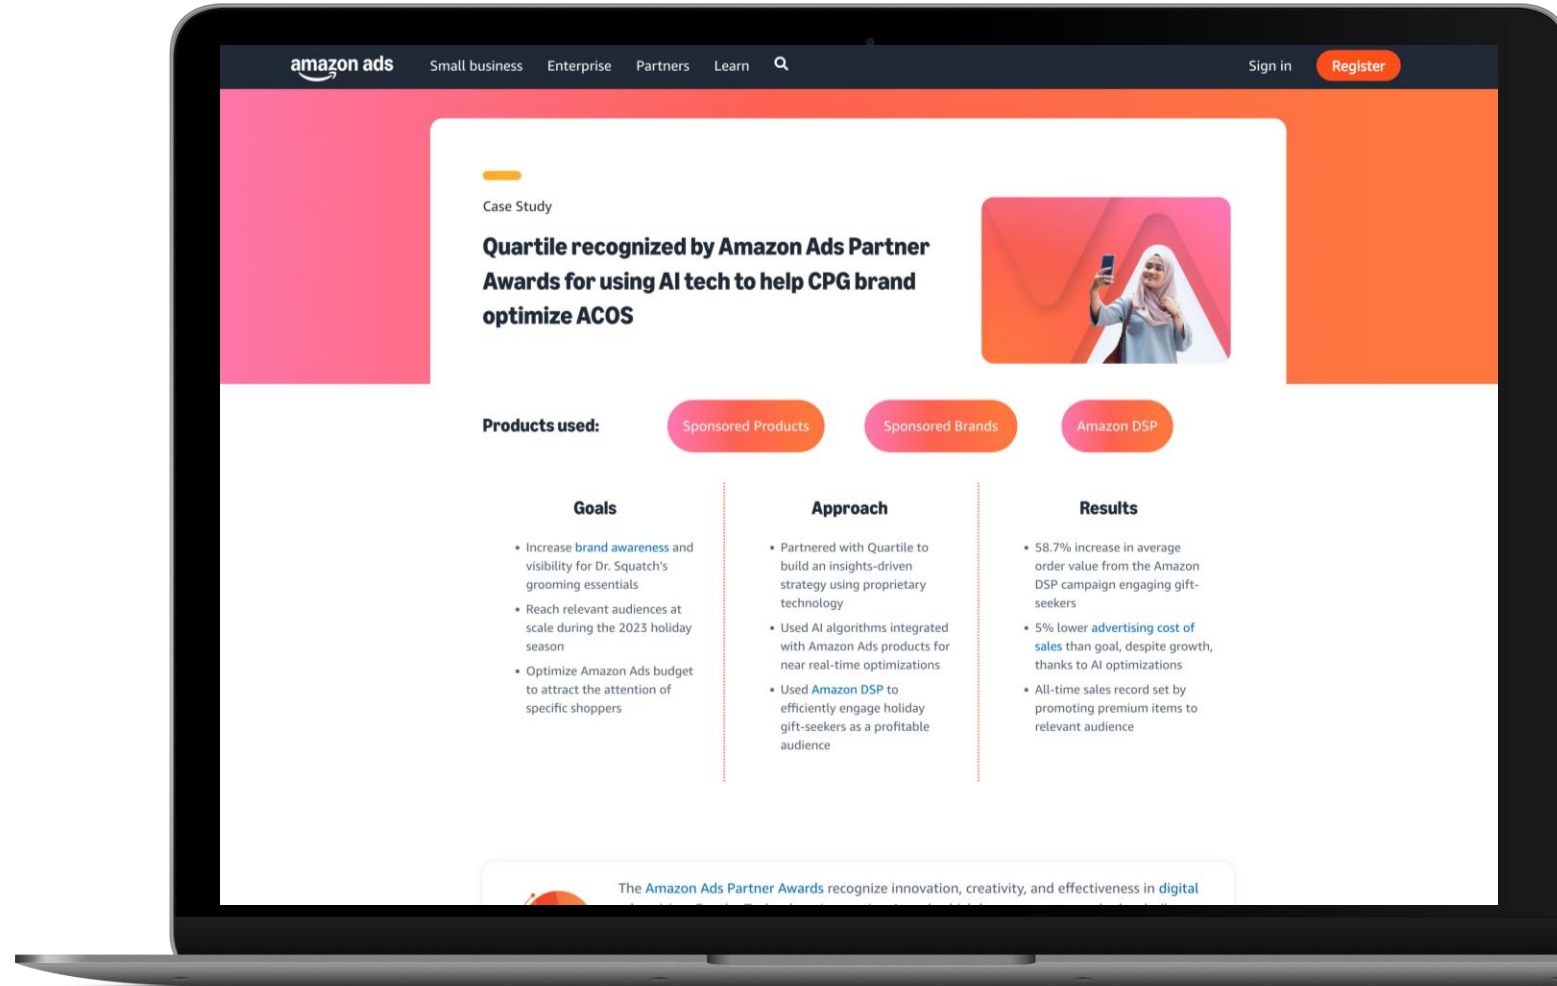 amazon ads
Small business
Enterprise
Partners
Learn
Sign in
Register
Case Study
Quartile recognized by Amazon Ads Partner
Awards for using AI tech to help CPG brand
optimize ACOS
Products used:
Sponsored Products
Sponsored Brands
Amazon DSP
Goals
• Increase brand awareness and
visibility for Dr. Squatch's
grooming essentials
• Reach relevant audiences at
scale during the 2023 holiday
season
• Optimize Amazon Ads budget
to attract the attention of
specific shoppers
Approach
• Partnered with Quartile to
build an insights-driven
strategy using proprietary
technology
• Used AI algorithms integrated
with Amazon Ads products for
near real-time optimizations
• Used Amazon DSP to
efficiently engage holiday
gift-seekers as a profitable
audience
Results
• 58.7% increase in average
order value from the Amazon
DSP campaign engaging gift-
seekers
• 5% lower advertising cost of
sales than goal, despite growth,
thanks to AI optimizations
• All-time sales record set by
promoting premium items to
relevant audience
The Amazon Ads Partner Awards recognize innovation, creativity, and effectiveness in digital